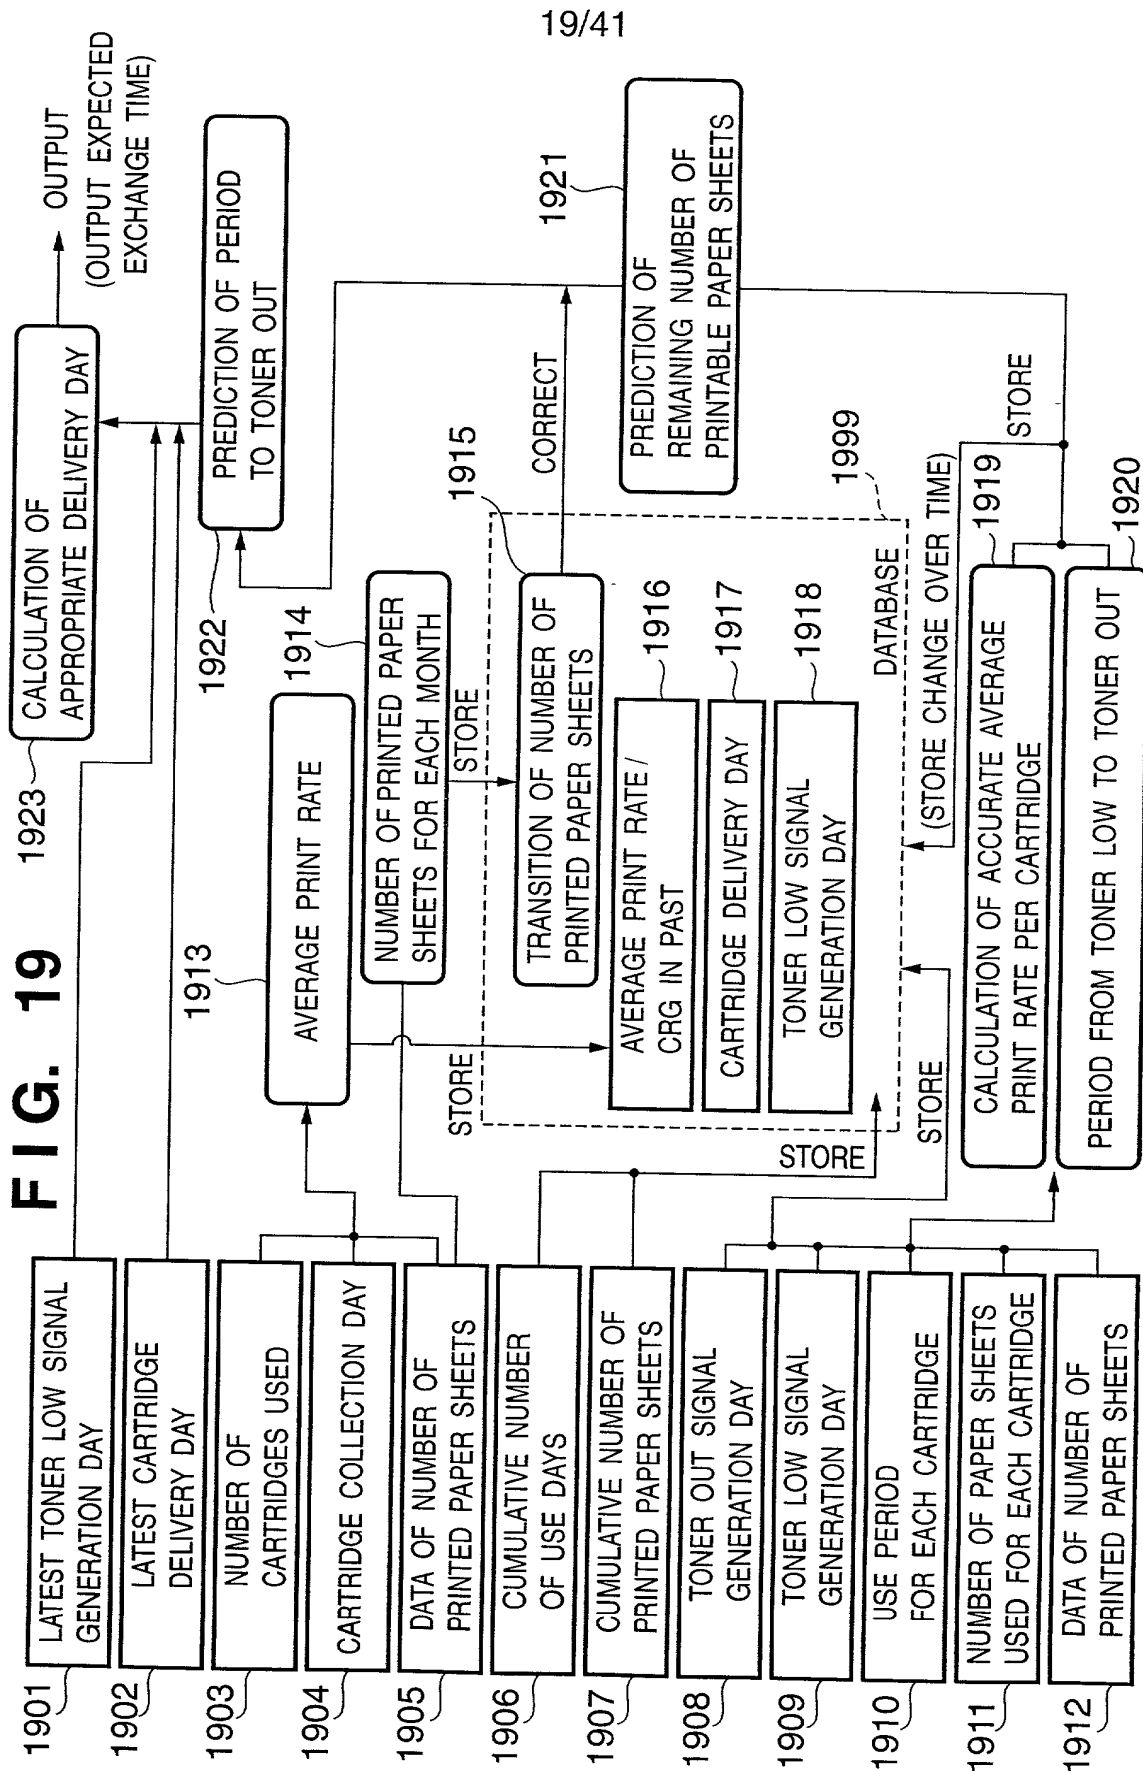 19/41
FIG. 19
1901
LATEST TONER LOW SIGNAL
GENERATION DAY
1902
LATEST CARTRIDGE
DELIVERY DAY
1903
NUMBER OF
CARTRIDGES USED
1904
CARTRIDGE COLLECTION DAY
1905
DATA OF NUMBER OF
PRINTED PAPER SHEETS
1906
CUMULATIVE NUMBER
OF USE DAYS
1907
CUMULATIVE NUMBER OF
PRINTED PAPER SHEETS
1908
TONER OUT SIGNAL
GENERATION DAY
1909
TONER LOW SIGNAL
GENERATION DAY
1910
USE PERIOD
FOR EACH CARTRIDGE
1911
NUMBER OF PAPER SHEETS
USED FOR EACH CARTRIDGE
1912
DATA OF NUMBER OF
PRINTED PAPER SHEETS
1913
AVERAGE PRINT RATE
1914
NUMBER OF PRINTED PAPER
SHEETS FOR EACH MONTH
STORE
STORE
1915
TRANSITION OF NUMBER OF
PRINTED PAPER SHEETS
1916
AVERAGE PRINT RATE /
CRG IN PAST
1917
CARTRIDGE DELIVERY DAY
1918
TONER LOW SIGNAL
GENERATION DAY
DATABASE
1999
STORE
STORE
(STORE CHANGE OVER TIME)
STORE
1919
CALCULATION OF ACCURATE AVERAGE
PRINT RATE PER CARTRIDGE
1920
PERIOD FROM TONER LOW TO TONER OUT
CORRECT
1921
PREDICTION OF
REMAINING NUMBER OF
PRINTABLE PAPER SHEETS
1922
PREDICTION OF PERIOD
TO TONER OUT
1923
CALCULATION OF
APPROPRIATE DELIVERY DAY
OUTPUT
(OUTPUT EXPECTED
EXCHANGE TIME)